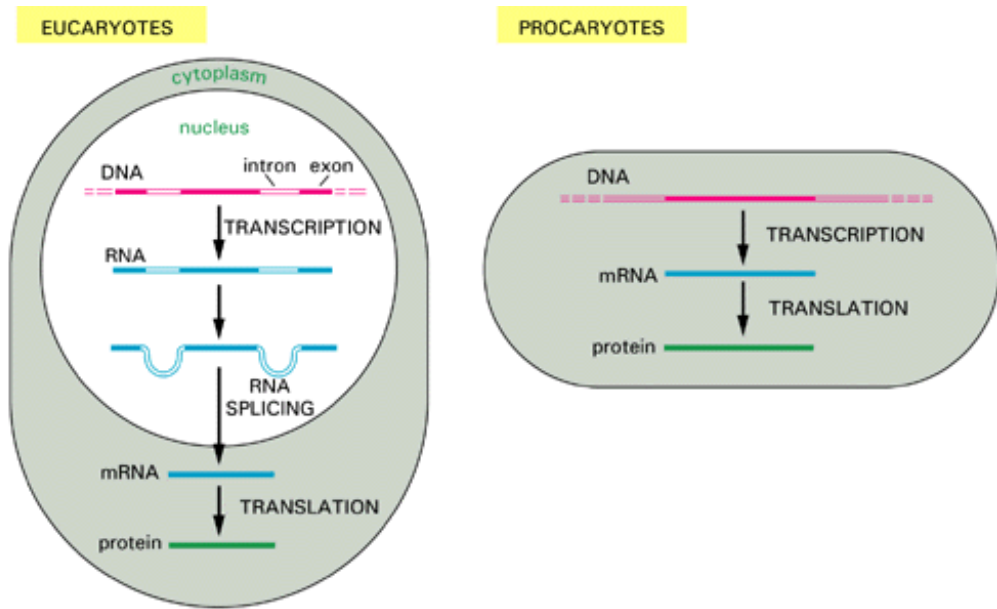 EUCARYOTES
cytoplasm
nucleus
DNA
intron
exon
TRANSCRIPTION
RNA
RNA
SPLICING
mRNA
TRANSLATION
protein
PROCARYOTES
DNA
TRANSCRIPTION
mRNA
TRANSLATION
protein